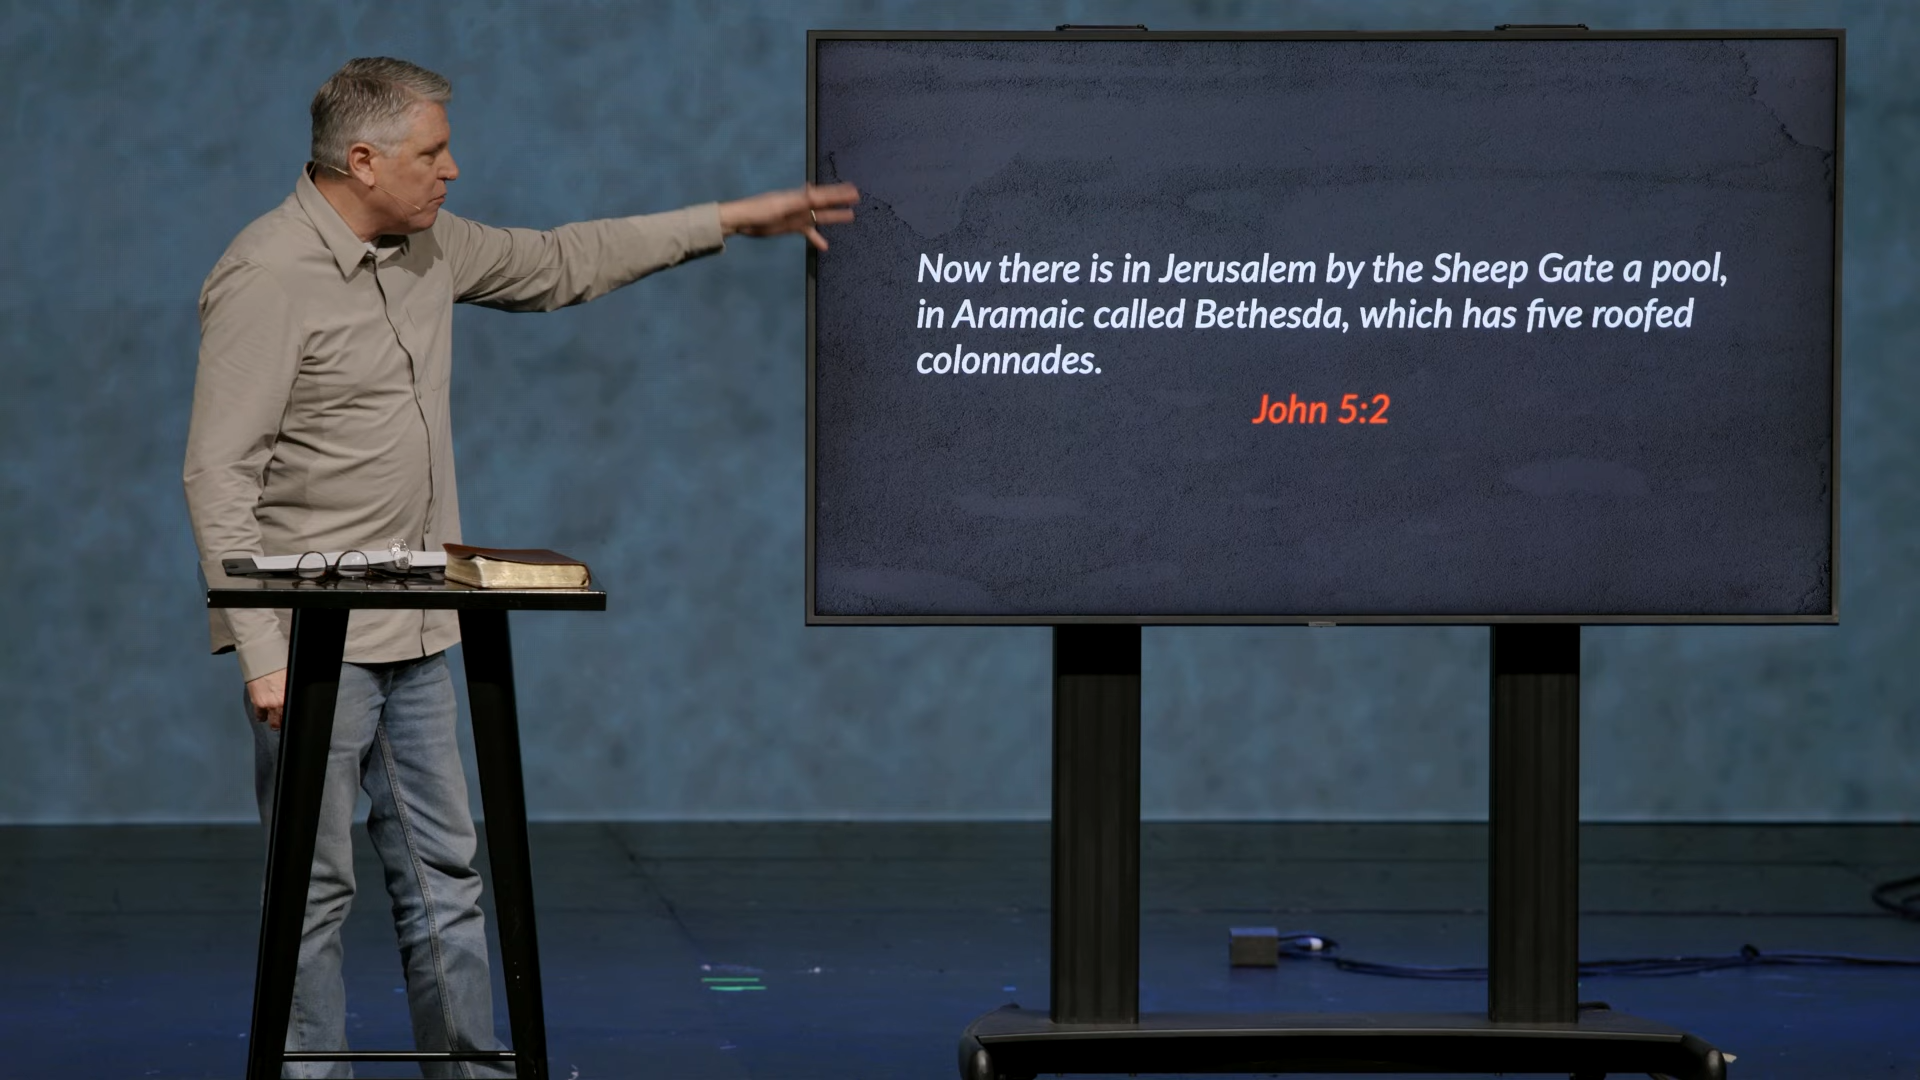 Now there is in Jerusalem by the Sheep Gate a pool,
in Aramaic called Bethesda, which has five roofed
colonnades.
John 5:2